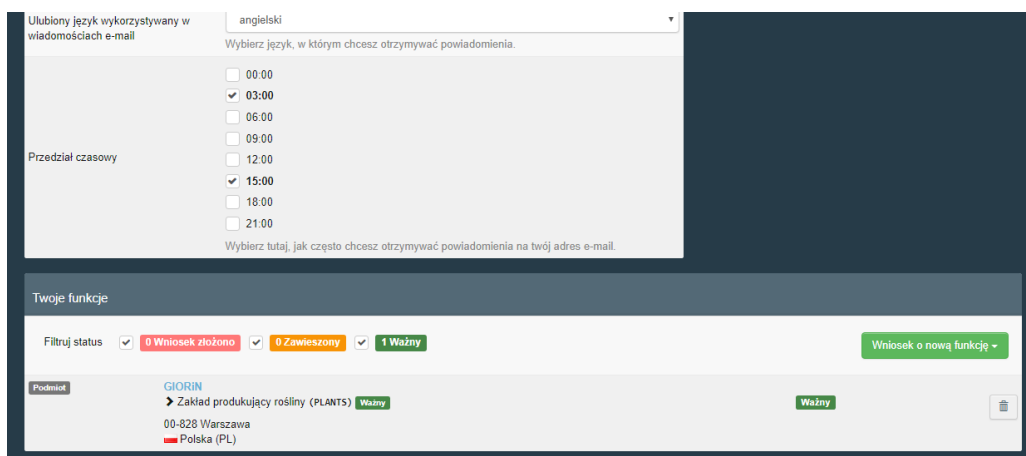 Ulubiony język wykorzystywany w
wiadomościach e-mail
angielski
Wybierz język, w którym chcesz otrzymywać powiadomienia.
Przedział czasowy
00:00
03:00
06:00
09:00
12:00
15:00
18:00
21:00
Wybierz tutaj, jak często chcesz otrzymywać powiadomienia na twój adres e-mail.
Twoje funkcje
Filtruj status 0 Wniosek złożono 0 Zawieszony 1 Ważny Wniosek o nową funkcję
Podmiot GIORiN
Zakład produkujący rośliny (PLANTS) Ważny Ważny
00-828 Warszawa
Polska (PL)